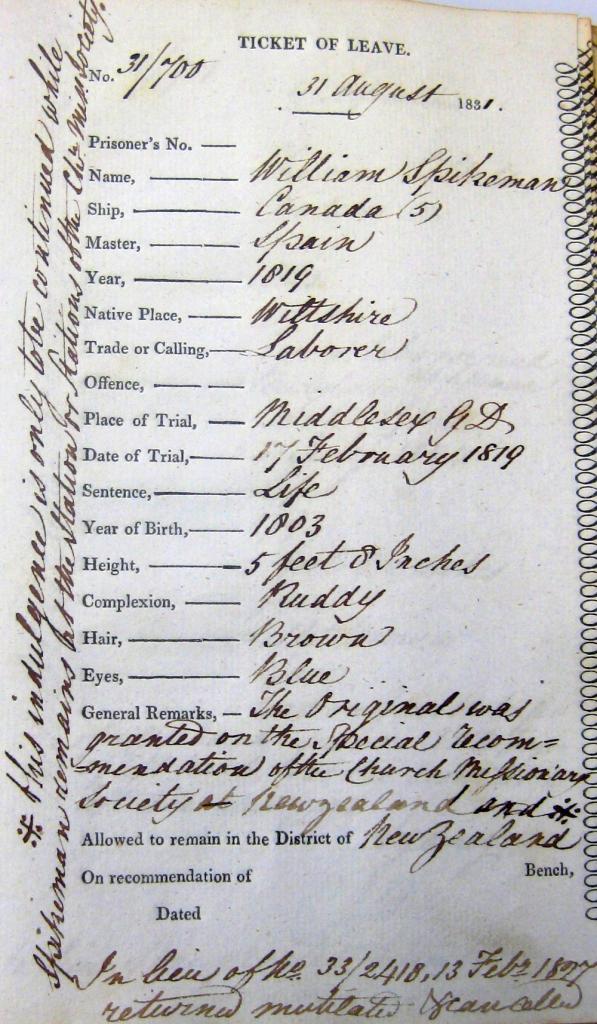 TICKET OF LEAVE.
No. 31/700
31 August 1831.
Prisoner's No. —
Name, — William Spikeman
Ship, — Canada (5)
Master, — Spain
Year, — 1819
Native Place, — Wiltshire
Trade or Calling, — Laborer
Offence, —
Place of Trial, — Middlesex G D
Date of Trial, — 17 February 1819
Sentence, — Life
Year of Birth, — 1803
Height, — 5 feet 8 Inches
Complexion, — Ruddy
Hair, — Brown
Eyes, — Blue
General Remarks, — The Original was
granted on the Special recom=
=mendation of the Church Missionary
Society at Newzealand and ※
Allowed to remain in the District of New Zealand
On recommendation of Bench,
Dated
In lieu of No. 33/2418, 13 Feby
returned mutilated & cancelled
※ this indulgence is only to be continued while
Spikeman remains at the Station or Stations of the Chh. Miss. Society.